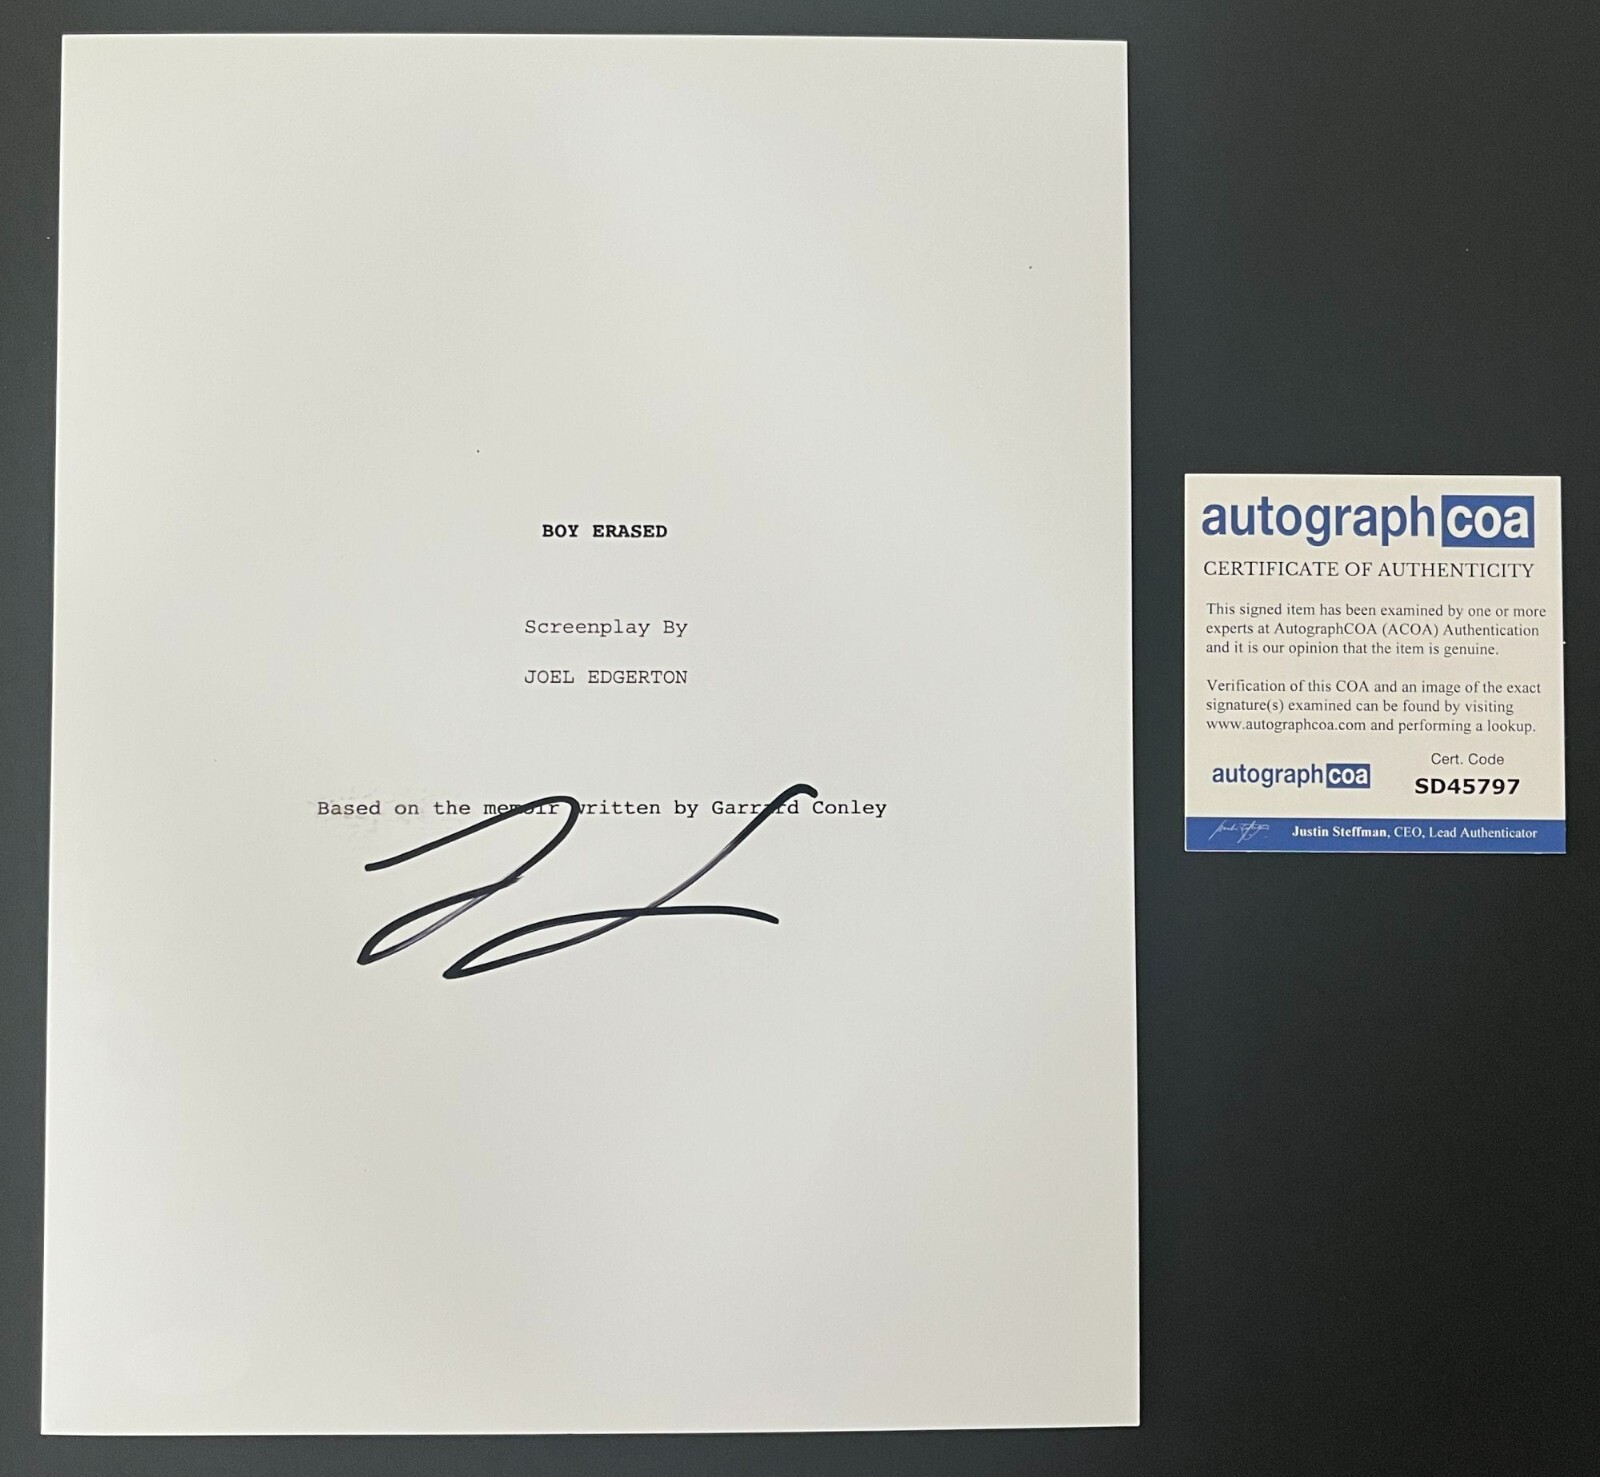 BOY ERASED
Screenplay By
JOEL EDGERTON
Based on the memoir written by Garrard Conley
autographcoa
CERTIFICATE OF AUTHENTICITY
This signed item has been examined by one or more
experts at AutographCOA (ACOA) Authentication
and it is our opinion that the item is genuine.
Verification of this COA and an image of the exact
signature(s) examined can be found by visiting
www.autographcoa.com and performing a lookup.
Cert. Code
autographcoa
SD45797
Justin Steffman, CEO, Lead Authenticator